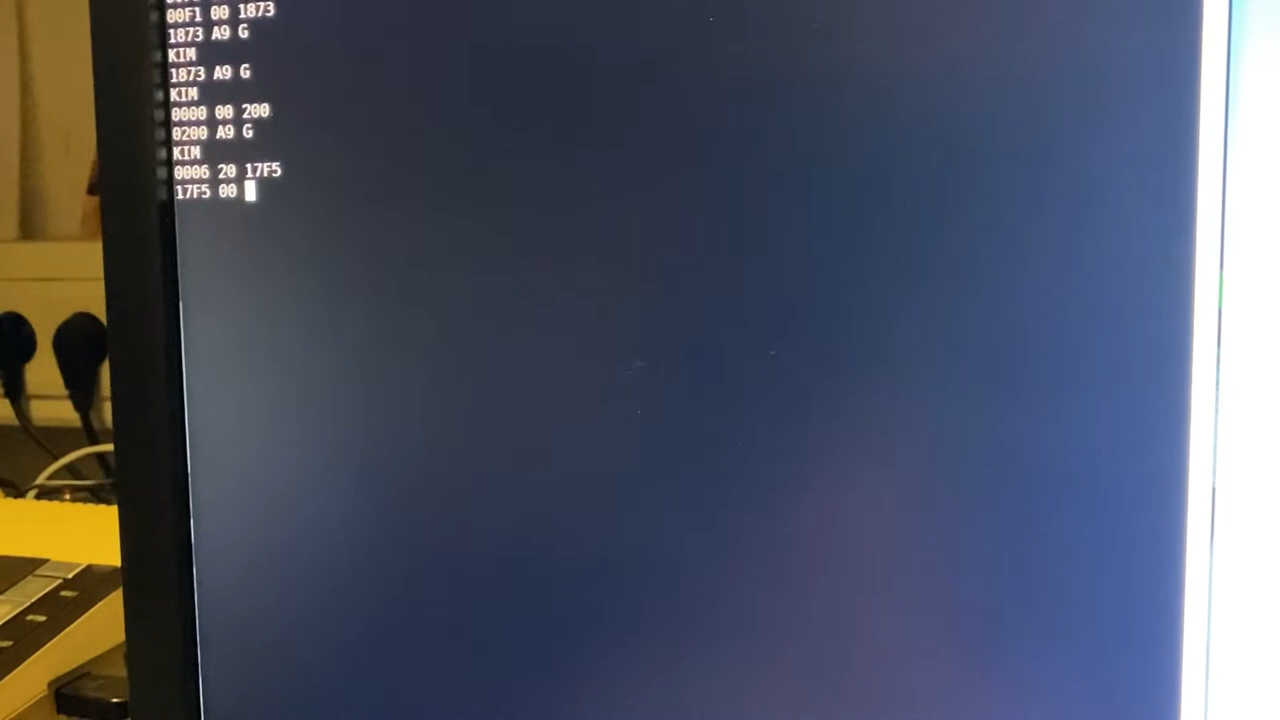 00F1 00 1873
1873 A9 G
KIM
1873 A9 G
KIM
0000 00 200
0200 A9 G
KIM
0006 20 17F5
17F5 00